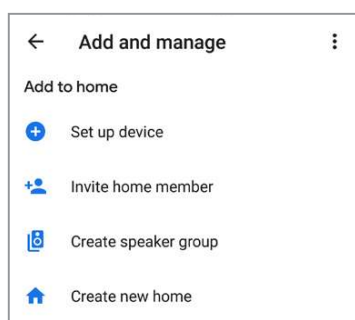 Add and manage
Add to home
Set up device
Invite home member
Create speaker group
Create new home